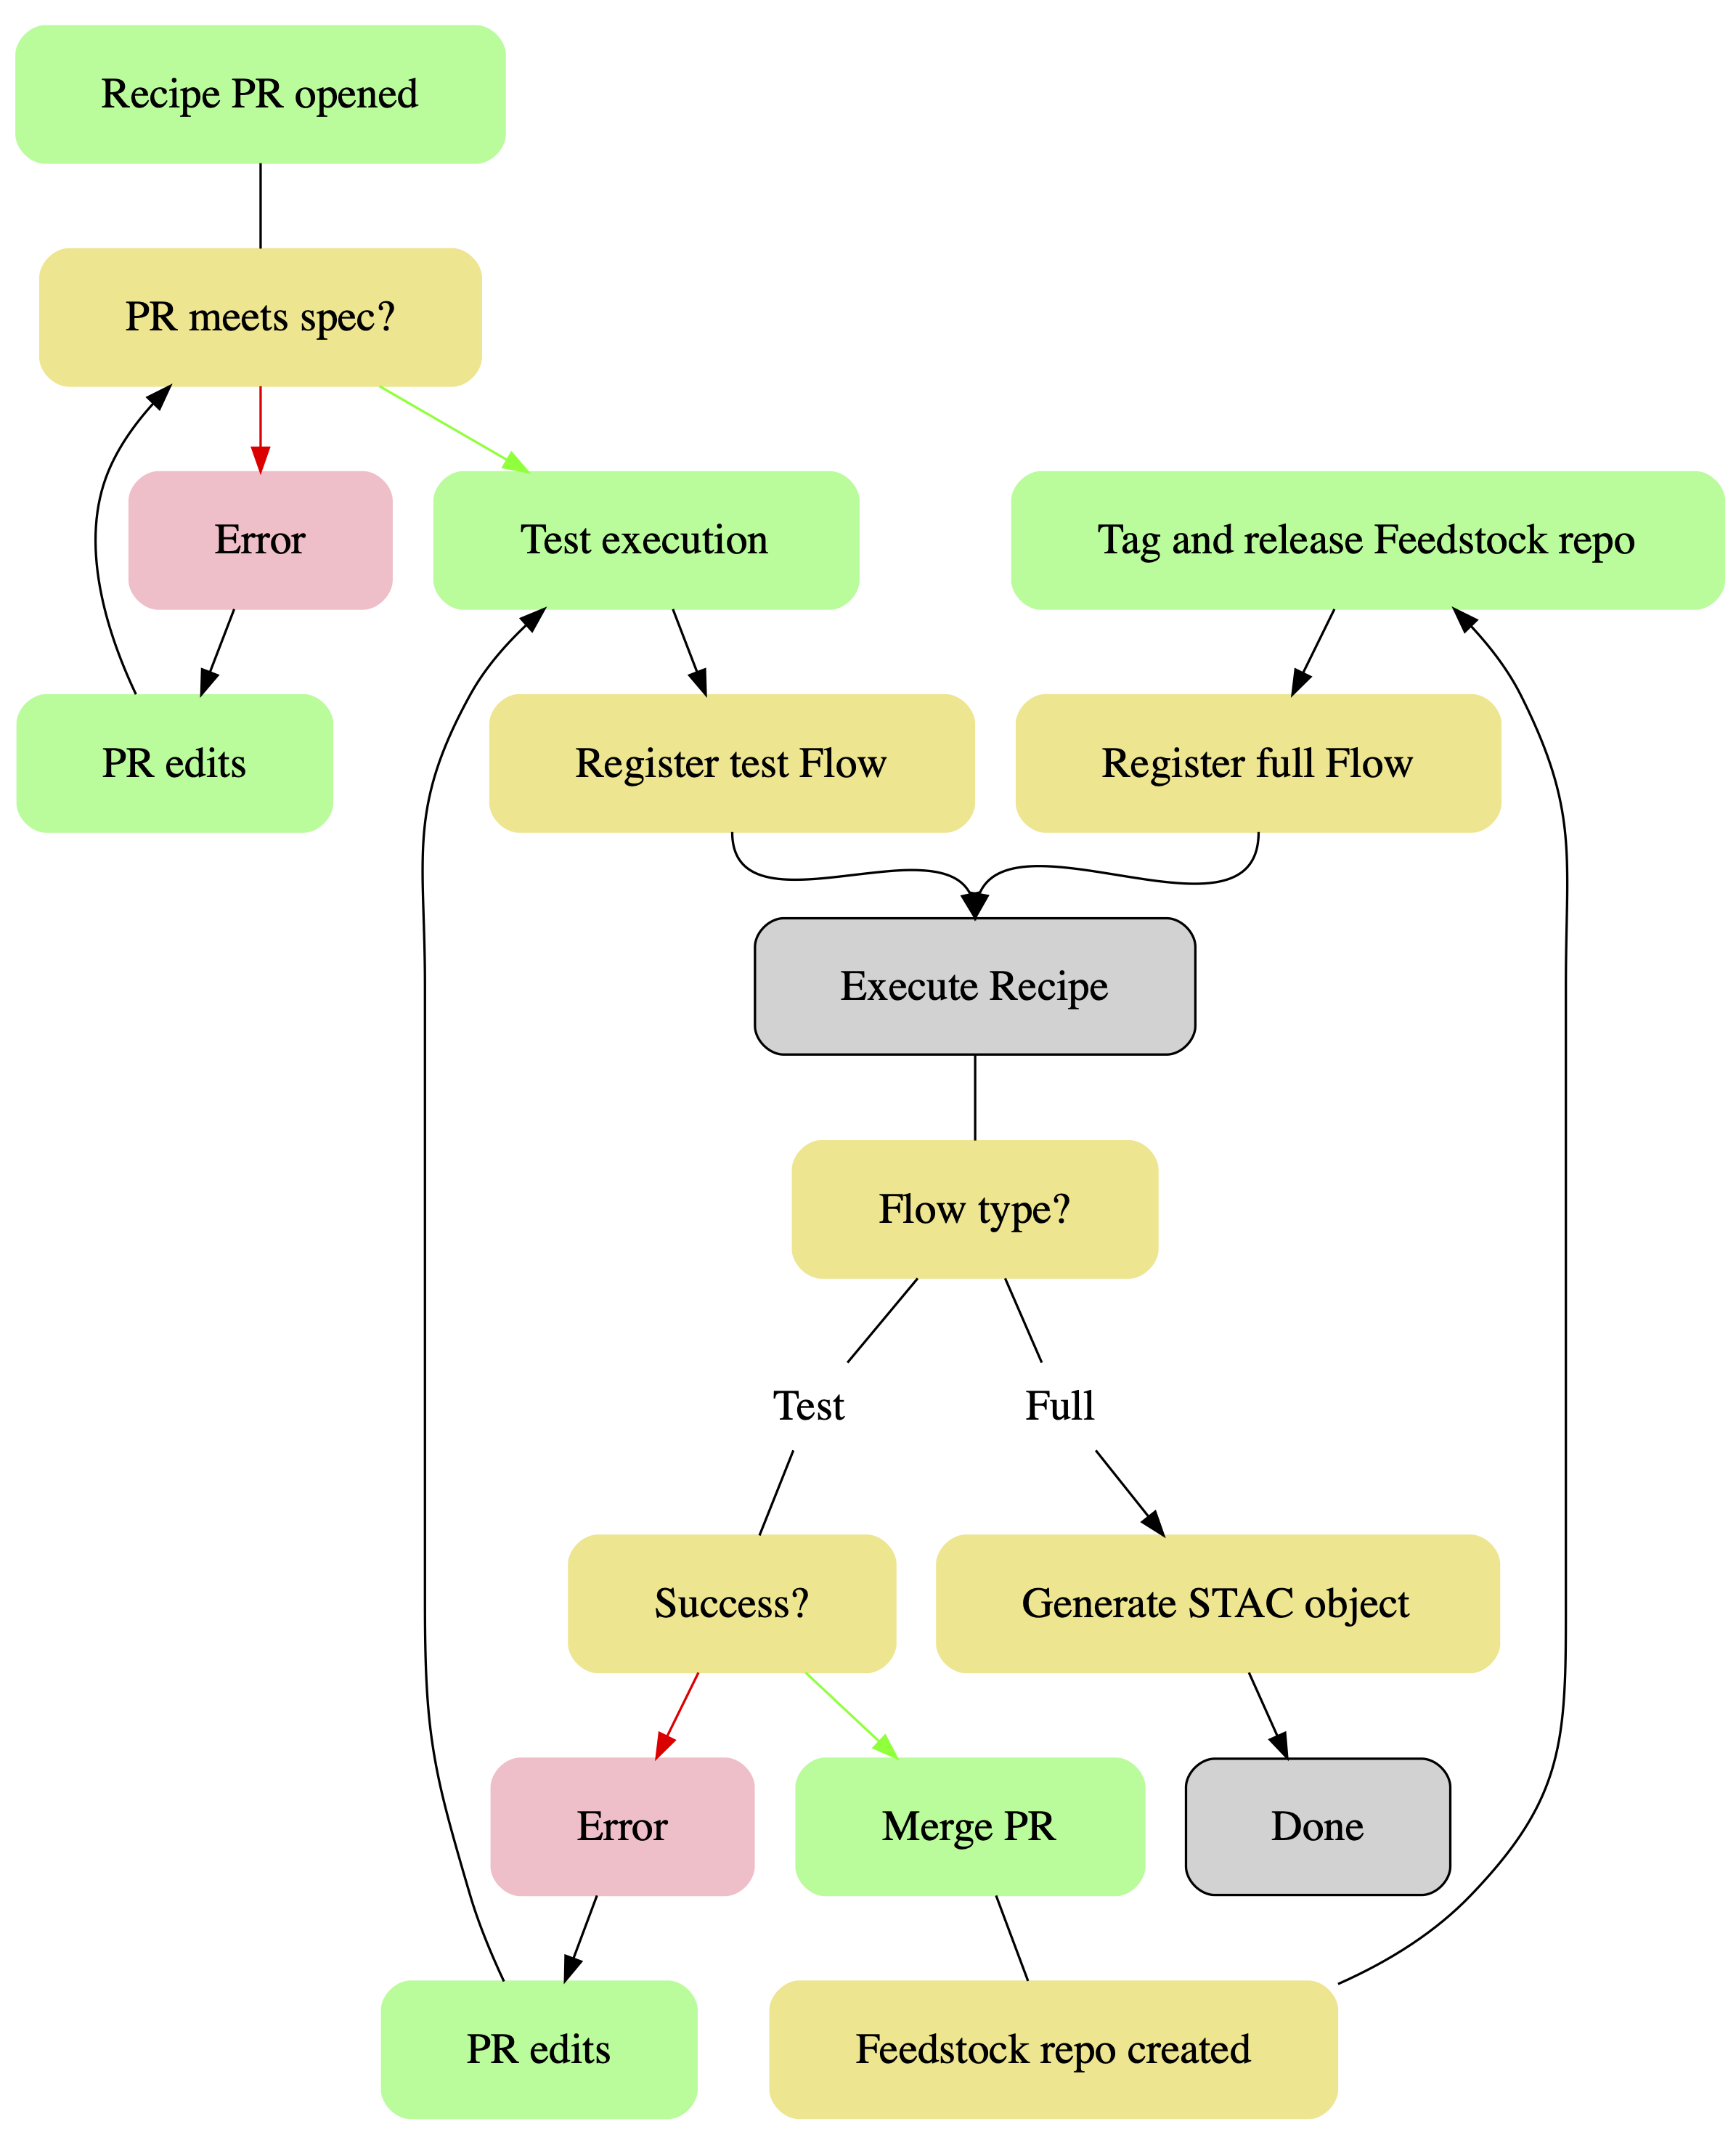 Recipe PR opened
PR meets spec?
Error
Test execution
Tag and release Feedstock repo
PR edits
Register test Flow
Register full Flow
Execute Recipe
Flow type?
Test
Full
Success?
Generate STAC object
Error
Merge PR
Done
PR edits
Feedstock repo created